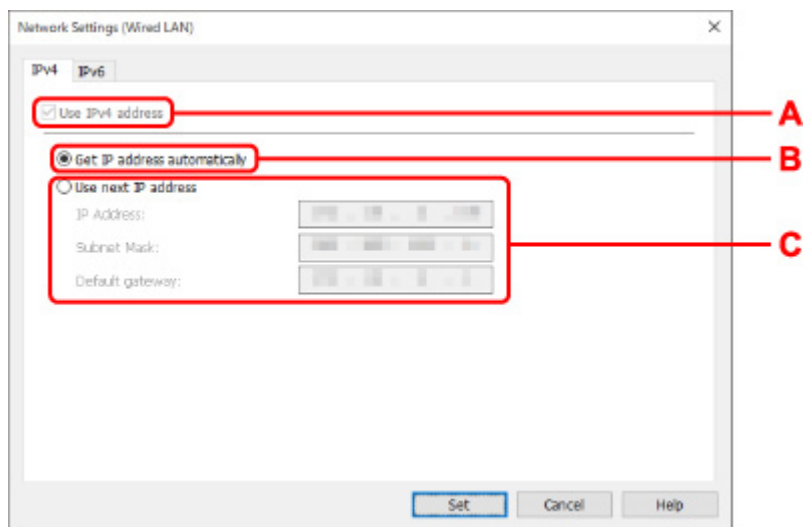 Network Settings (Wired LAN)
IPv4 IPv6
Use IPv4 address
A
Get IP address automatically
B
Use next IP address
IP Address:
Subnet Mask:
C
Default gateway:
Set Cancel Help